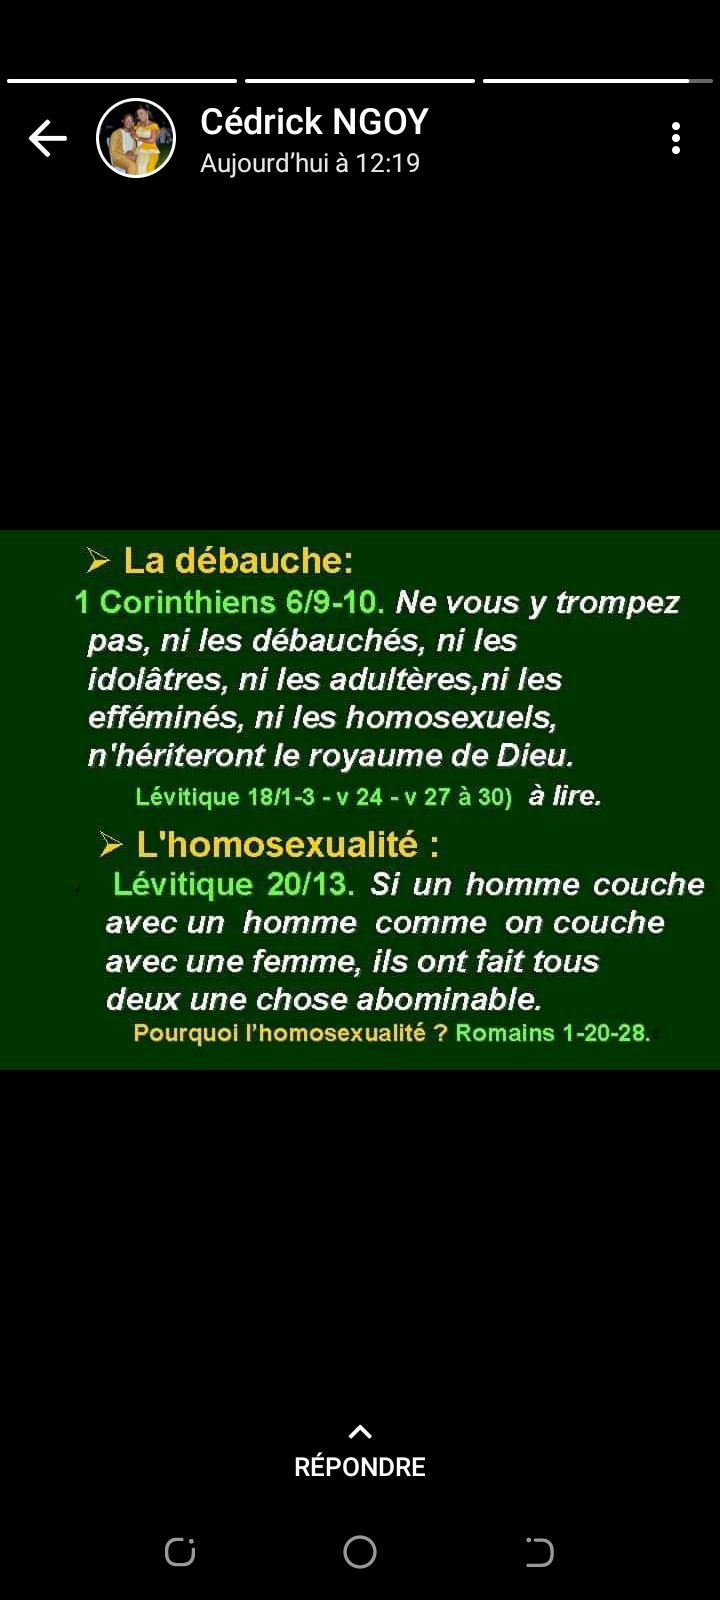 Cédrick NGOY
Aujourd’hui à 12:19
➢ La débauche:
1 Corinthiens 6/9-10. Ne vous y trompez
pas, ni les débauchés, ni les
idolâtres, ni les adultères,ni les
efféminés, ni les homosexuels,
n'hériteront le royaume de Dieu.
Lévitique 18/1-3 - v 24 - v 27 à 30) à lire.
➢ L'homosexualité :
Lévitique 20/13. Si un homme couche
avec un homme comme on couche
avec une femme, ils ont fait tous
deux une chose abominable.
Pourquoi l’homosexualité ? Romains 1-20-28.
RÉPONDRE